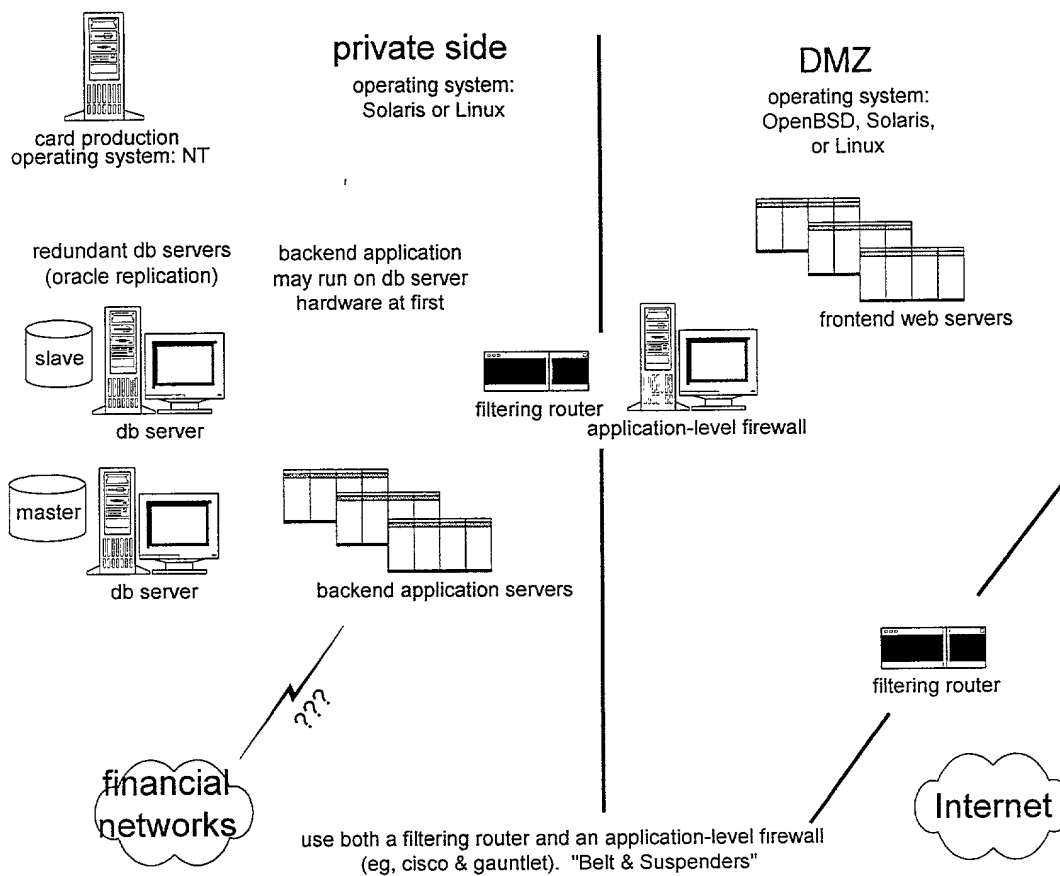 private side
operating system:
Solaris or Linux
DMZ
operating system:
OpenBSD, Solaris,
or Linux
card production
operating system: NT
redundant db servers
(oracle replication)
backend application
may run on db server
hardware at first
frontend web servers
slave
db server
filtering router
application-level firewall
master
db server
backend application servers
filtering router
???
financial
networks
Internet
use both a filtering router and an application-level firewall
(eg, cisco & gauntlet). "Belt & Suspenders"